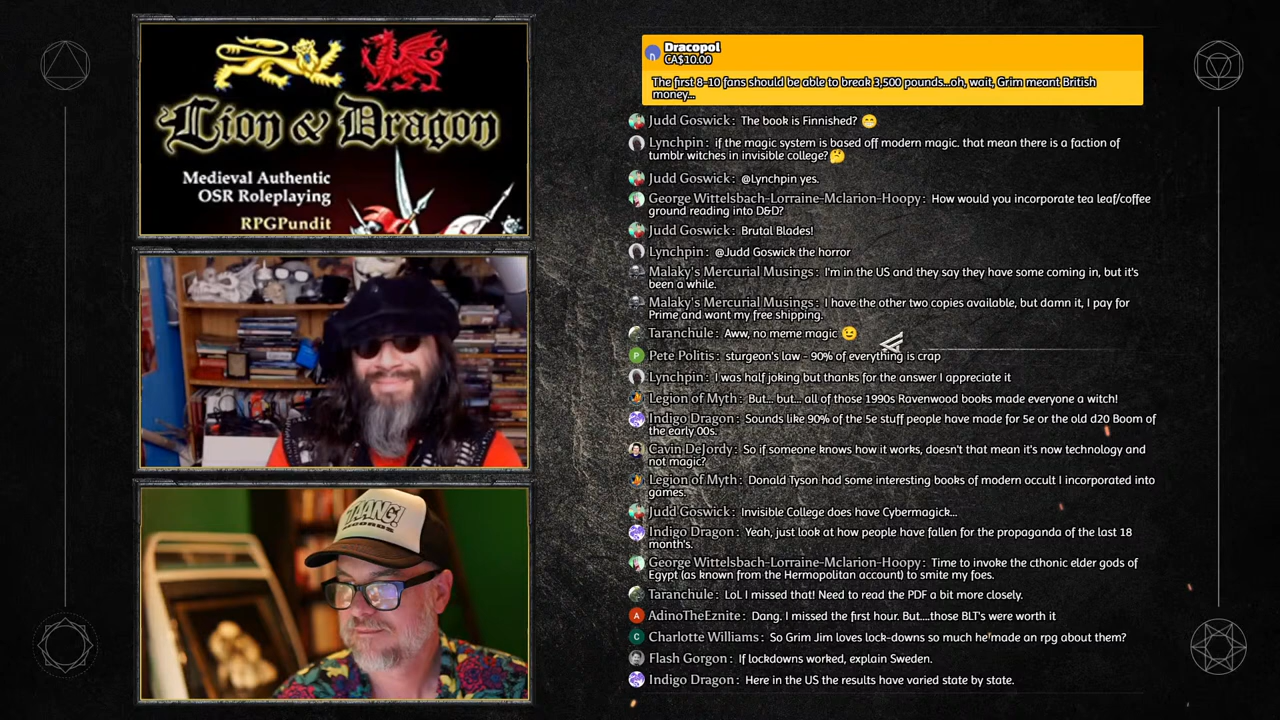 Lion & Dragon
Medieval Authentic
OSR Roleplaying
RPGPundit
TAANG!
RECORDS
Dracopol
CA$10.00
The first 8-10 fans should be able to break 3,500 pounds...oh, wait, Grim meant British
money...
Judd Goswick: The book is Finnished? 😁
Lynchpin: if the magic system is based off modern magic. that mean there is a faction of
tumblr witches in invisible college?🤔
Judd Goswick: @Lynchpin yes.
George Wittelsbach-Lorraine-Mclarion-Hoopy: How would you incorporate tea leaf/coffee
ground reading into D&D?
Judd Goswick: Brutal Blades!
Lynchpin: @Judd Goswick the horror
Malaky's Mercurial Musings: I'm in the US and they say they have some coming in, but it's
been a while.
Malaky's Mercurial Musings: I have the other two copies available, but damn it, I pay for
Prime and want my free shipping.
Taranchule: Aww, no meme magic 😉
P Pete Politis: sturgeon's law - 90% of everything is crap
Lynchpin: I was half joking but thanks for the answer I appreciate it
Legion of Myth: But... but... all of those 1990s Ravenwood books made everyone a witch!
Indigo Dragon: Sounds like 90% of the 5e stuff people have made for 5e or the old d20 Boom of
the early 00s.
Cavin DeJordy: So if someone knows how it works, doesn't that mean it's now technology and
not magic?
Legion of Myth: Donald Tyson had some interesting books of modern occult I incorporated into
games.
Judd Goswick: Invisible College does have Cybermagick...
Indigo Dragon: Yeah, just look at how people have fallen for the propaganda of the last 18
month's.
George Wittelsbach-Lorraine-Mclarion-Hoopy: Time to invoke the cthonic elder gods of
Egypt (as known from the Hermopolitan account) to smite my foes.
Taranchule: LoL I missed that! Need to read the PDF a bit more closely.
A AdinoTheEznite: Dang. I missed the first hour. But....those BLT's were worth it
C Charlotte Williams: So Grim Jim loves lock-downs so much he made an rpg about them?
Flash Gorgon: If lockdowns worked, explain Sweden.
Indigo Dragon: Here in the US the results have varied state by state.